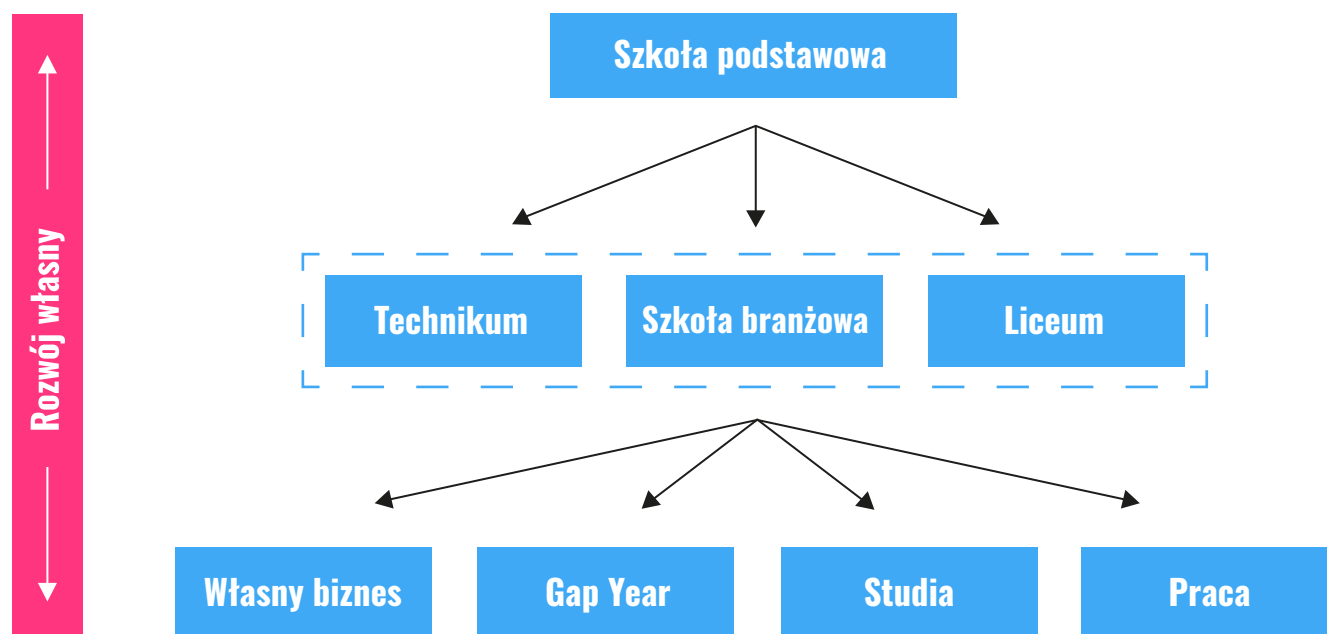 Rozwój własny
Szkoła podstawowa
Technikum
Szkoła branżowa
Liceum
Własny biznes
Gap Year
Studia
Praca